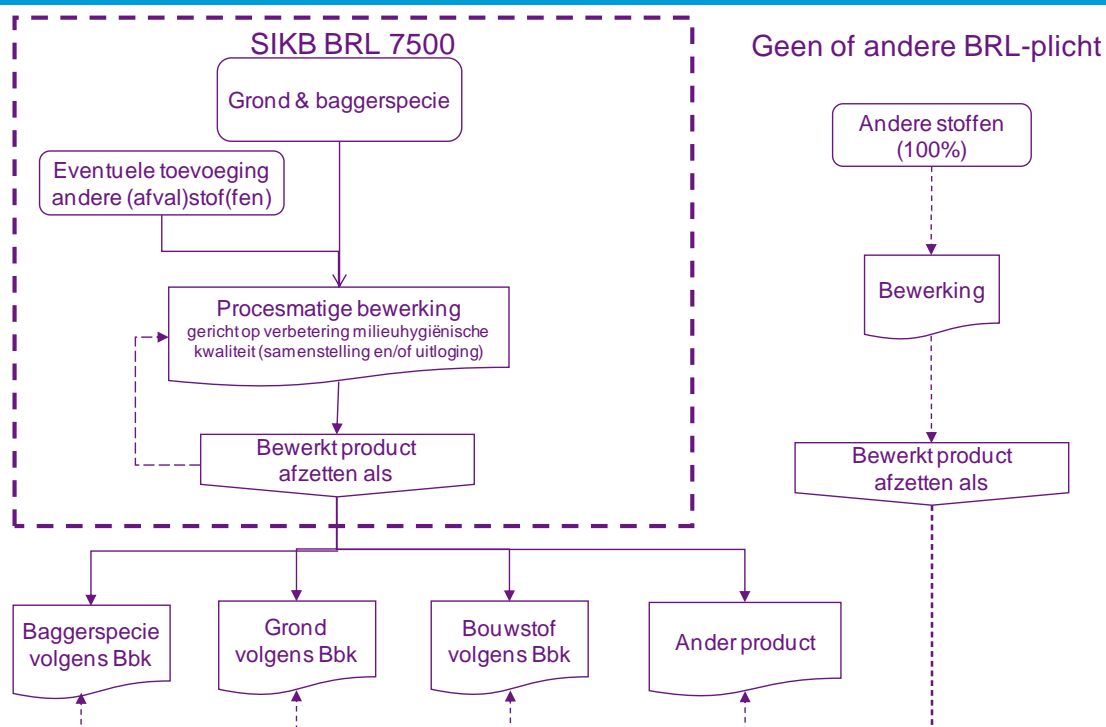 SIKB BRL 7500
Geen of andere BRL-plicht
Grond & baggerspecie
Andere stoffen
(100%)
Eventuele toevoeging
andere (afval)stof(fen)
Bewerking
Procesmatige bewerking
gericht op verbetering milieuhygiënische
kwaliteit (samenstelling en/of uitloging)
Bewerkt product
afzetten als
Bewerkt product
afzetten als
Baggerspecie
volgens Bbk
Grond
volgens Bbk
Bouwstof
volgens Bbk
Ander product